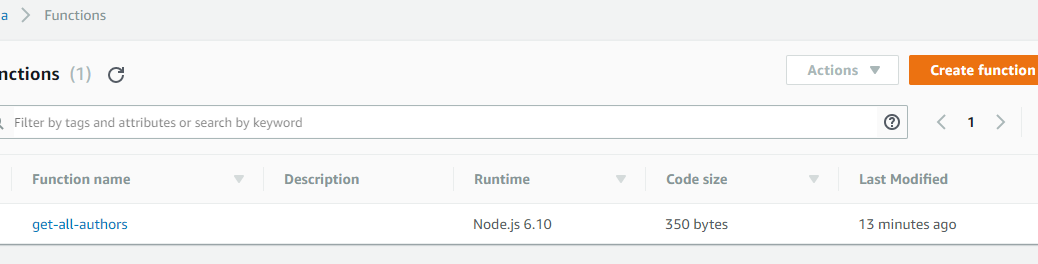 a > Functions
nctions (1)
Actions
Create function
Filter by tags and attributes or search by keyword
1
Function name Description Runtime Code size Last Modified
get-all-authors Node.js 6.10 350 bytes 13 minutes ago